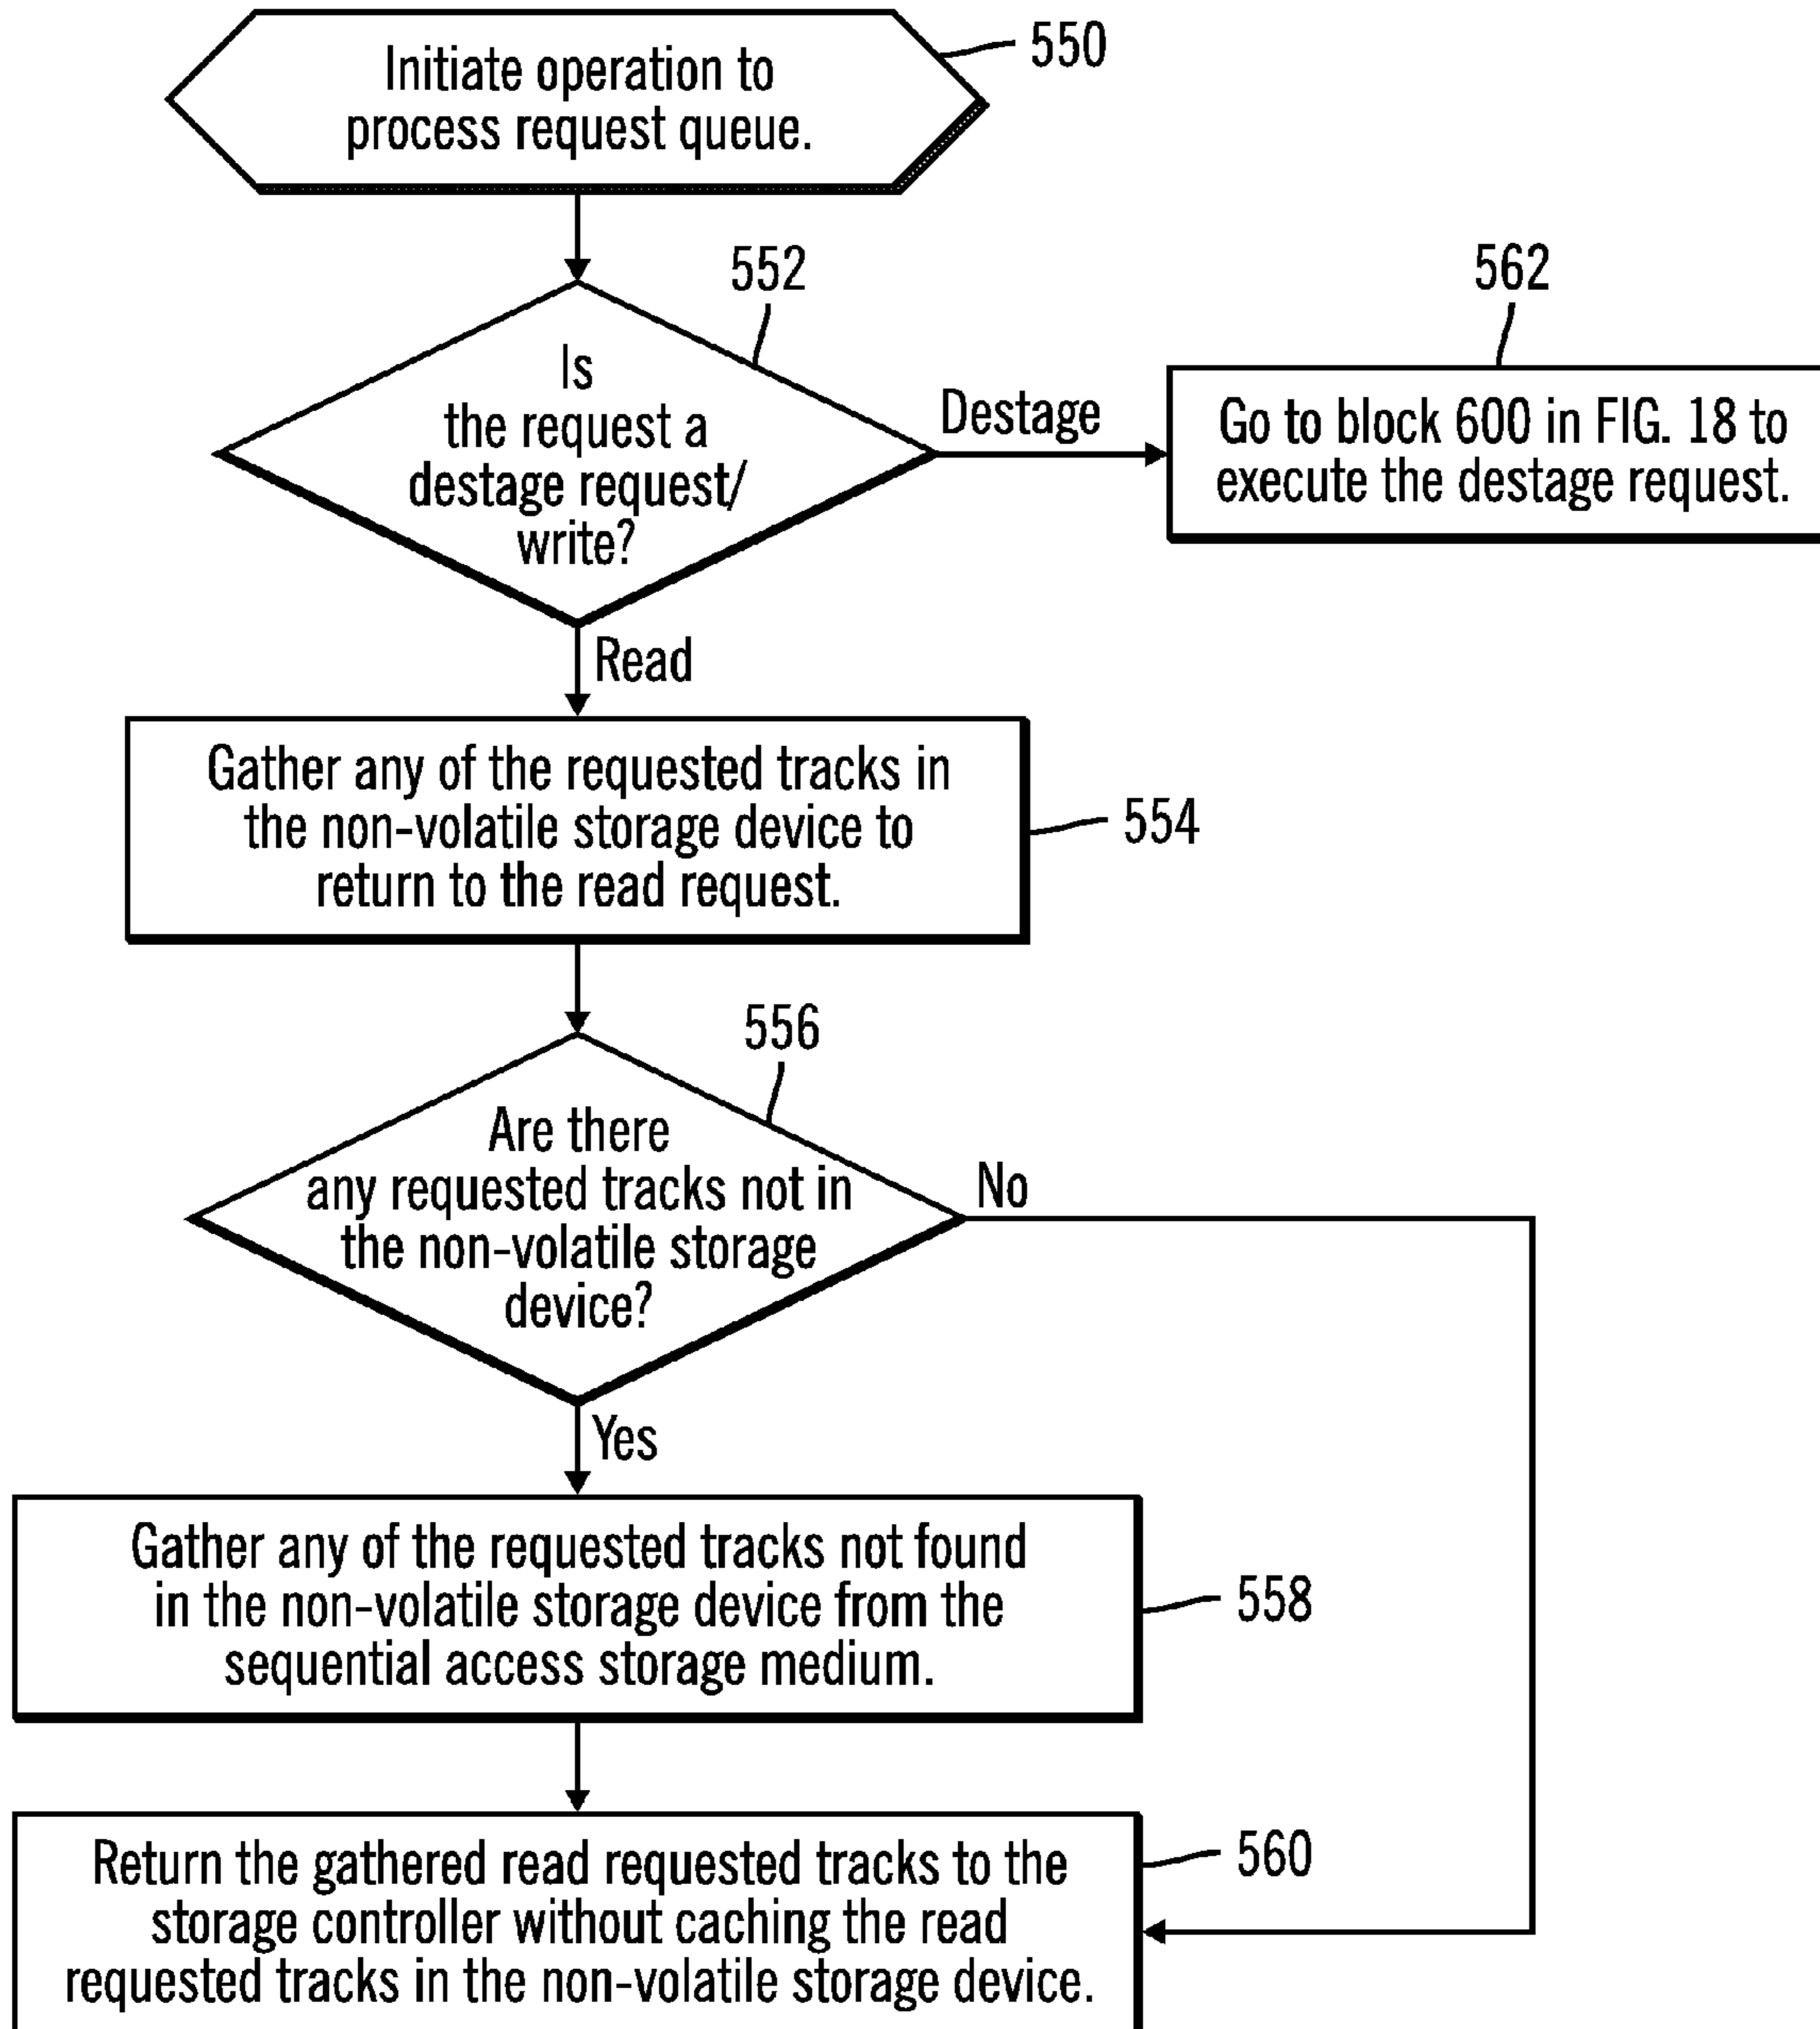 Initiate operation to
process request queue.
550
552
Is
the request a
destage request/
write?
Destage
562
Go to block 600 in FIG. 18 to
execute the destage request.
Read
Gather any of the requested tracks in
the non-volatile storage device to
return to the read request.
554
556
Are there
any requested tracks not in
the non-volatile storage
device?
No
Yes
Gather any of the requested tracks not found
in the non-volatile storage device from the
sequential access storage medium.
558
Return the gathered read requested tracks to the
storage controller without caching the read
requested tracks in the non-volatile storage device.
560